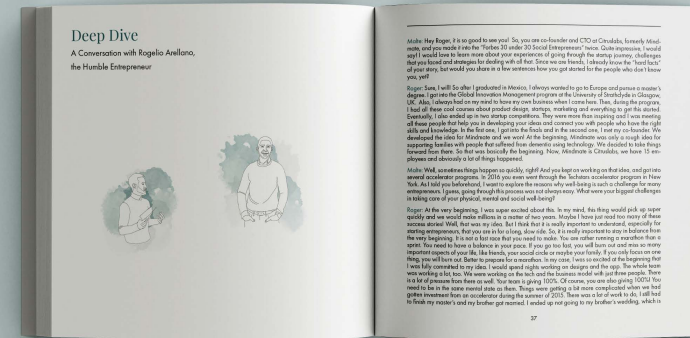 Deep Dive
A Conversation with Rogelio Arellano,
the Humble Entrepreneur
Malte: Hey Roger, it is so good to see you! So, you are co-founder and CTO at Citruslabs, formerly Mind-
mate, and you made it into the "Forbes 30 under 30 Social Entrepreneurs" twice. Quite impressive, I would
say! I would love to learn more about your experiences of going through the startup journey, challenges
that you faced and strategies for dealing with all that. Since we are friends, I already know the "hard facts"
of your story, but would you share in a few sentences how you got started for the people who don't know
you, yet?
Roger: Sure, I will! So after I graduated in Mexico, I always wanted to go to Europe and pursue a master's
degree. I got into the Global Innovation Management program at the University of Strathclyde in Glasgow,
UK. Also, I always had on my mind to have my own business when I came here. Then, during the program,
I had all these cool courses about product design, startups, marketing and everything to get this started.
Eventually, I also ended up in two startup competitions. They were more than inspiring and I was meeting
all these people that help you in developing your ideas and connect you with people who have the right
skills and knowledge. In the first one, I got into the finals and in the second one, I met my co-founder. We
developed the idea for Mindmate and we won! At the beginning, Mindmate was only a rough idea for
supporting families with people that suffered from dementia using technology. We decided to take things
forward from there. So that was basically the beginning. Now, Mindmate is Citruslabs, we have 15 em-
ployees and obviously a lot of things happened.
Malte: Well, sometimes things happen so quickly, right? And you kept on working on that idea, and got into
several accelerator programs. In 2016 you even went through the Techstars accelerator program in New
York. As I told you beforehand, I want to explore the reasons why well-being is such a challenge for many
entrepreneurs. I guess, going through this process was not always easy. What were your biggest challenges
in taking care of your physical, mental and social well-being?
Roger: At the very beginning, I was super excited about this. In my mind, this thing would pick up super
quickly and we would make millions in a matter of two years. Maybe I have just read too many of these
success stories! Well, that was my idea. But I think that it is really important to understand, especially for
starting entrepreneurs, that you are in for a long, slow ride. So, it is really important to stay in balance from
the very beginning. It is not a fast race that you need to make. You are rather running a marathon than a
sprint. You need to have a balance in your pace. If you go too fast, you will burn out and miss so many
important aspects of your life, like friends, your social circle or maybe your family. If you only focus on one
thing, you will burn out. Better to prepare for a marathon. In my case, I was so excited at the beginning that
I was fully committed to my idea. I would spend nights working on designs and the app. The whole team
was working a lot, too. We were working on the tech and the business model with just three people. There
is a lot of pressure from there as well. Your team is giving 100%. Of course, you are also giving 100%! You
need to be in the same mental state as them. Things were getting a bit more complicated when we had
gotten investment from an accelerator during the summer of 2015. There was a lot of work to do, I still had
to finish my master's and my brother got married. I ended up not going to my brother's wedding, which is
37